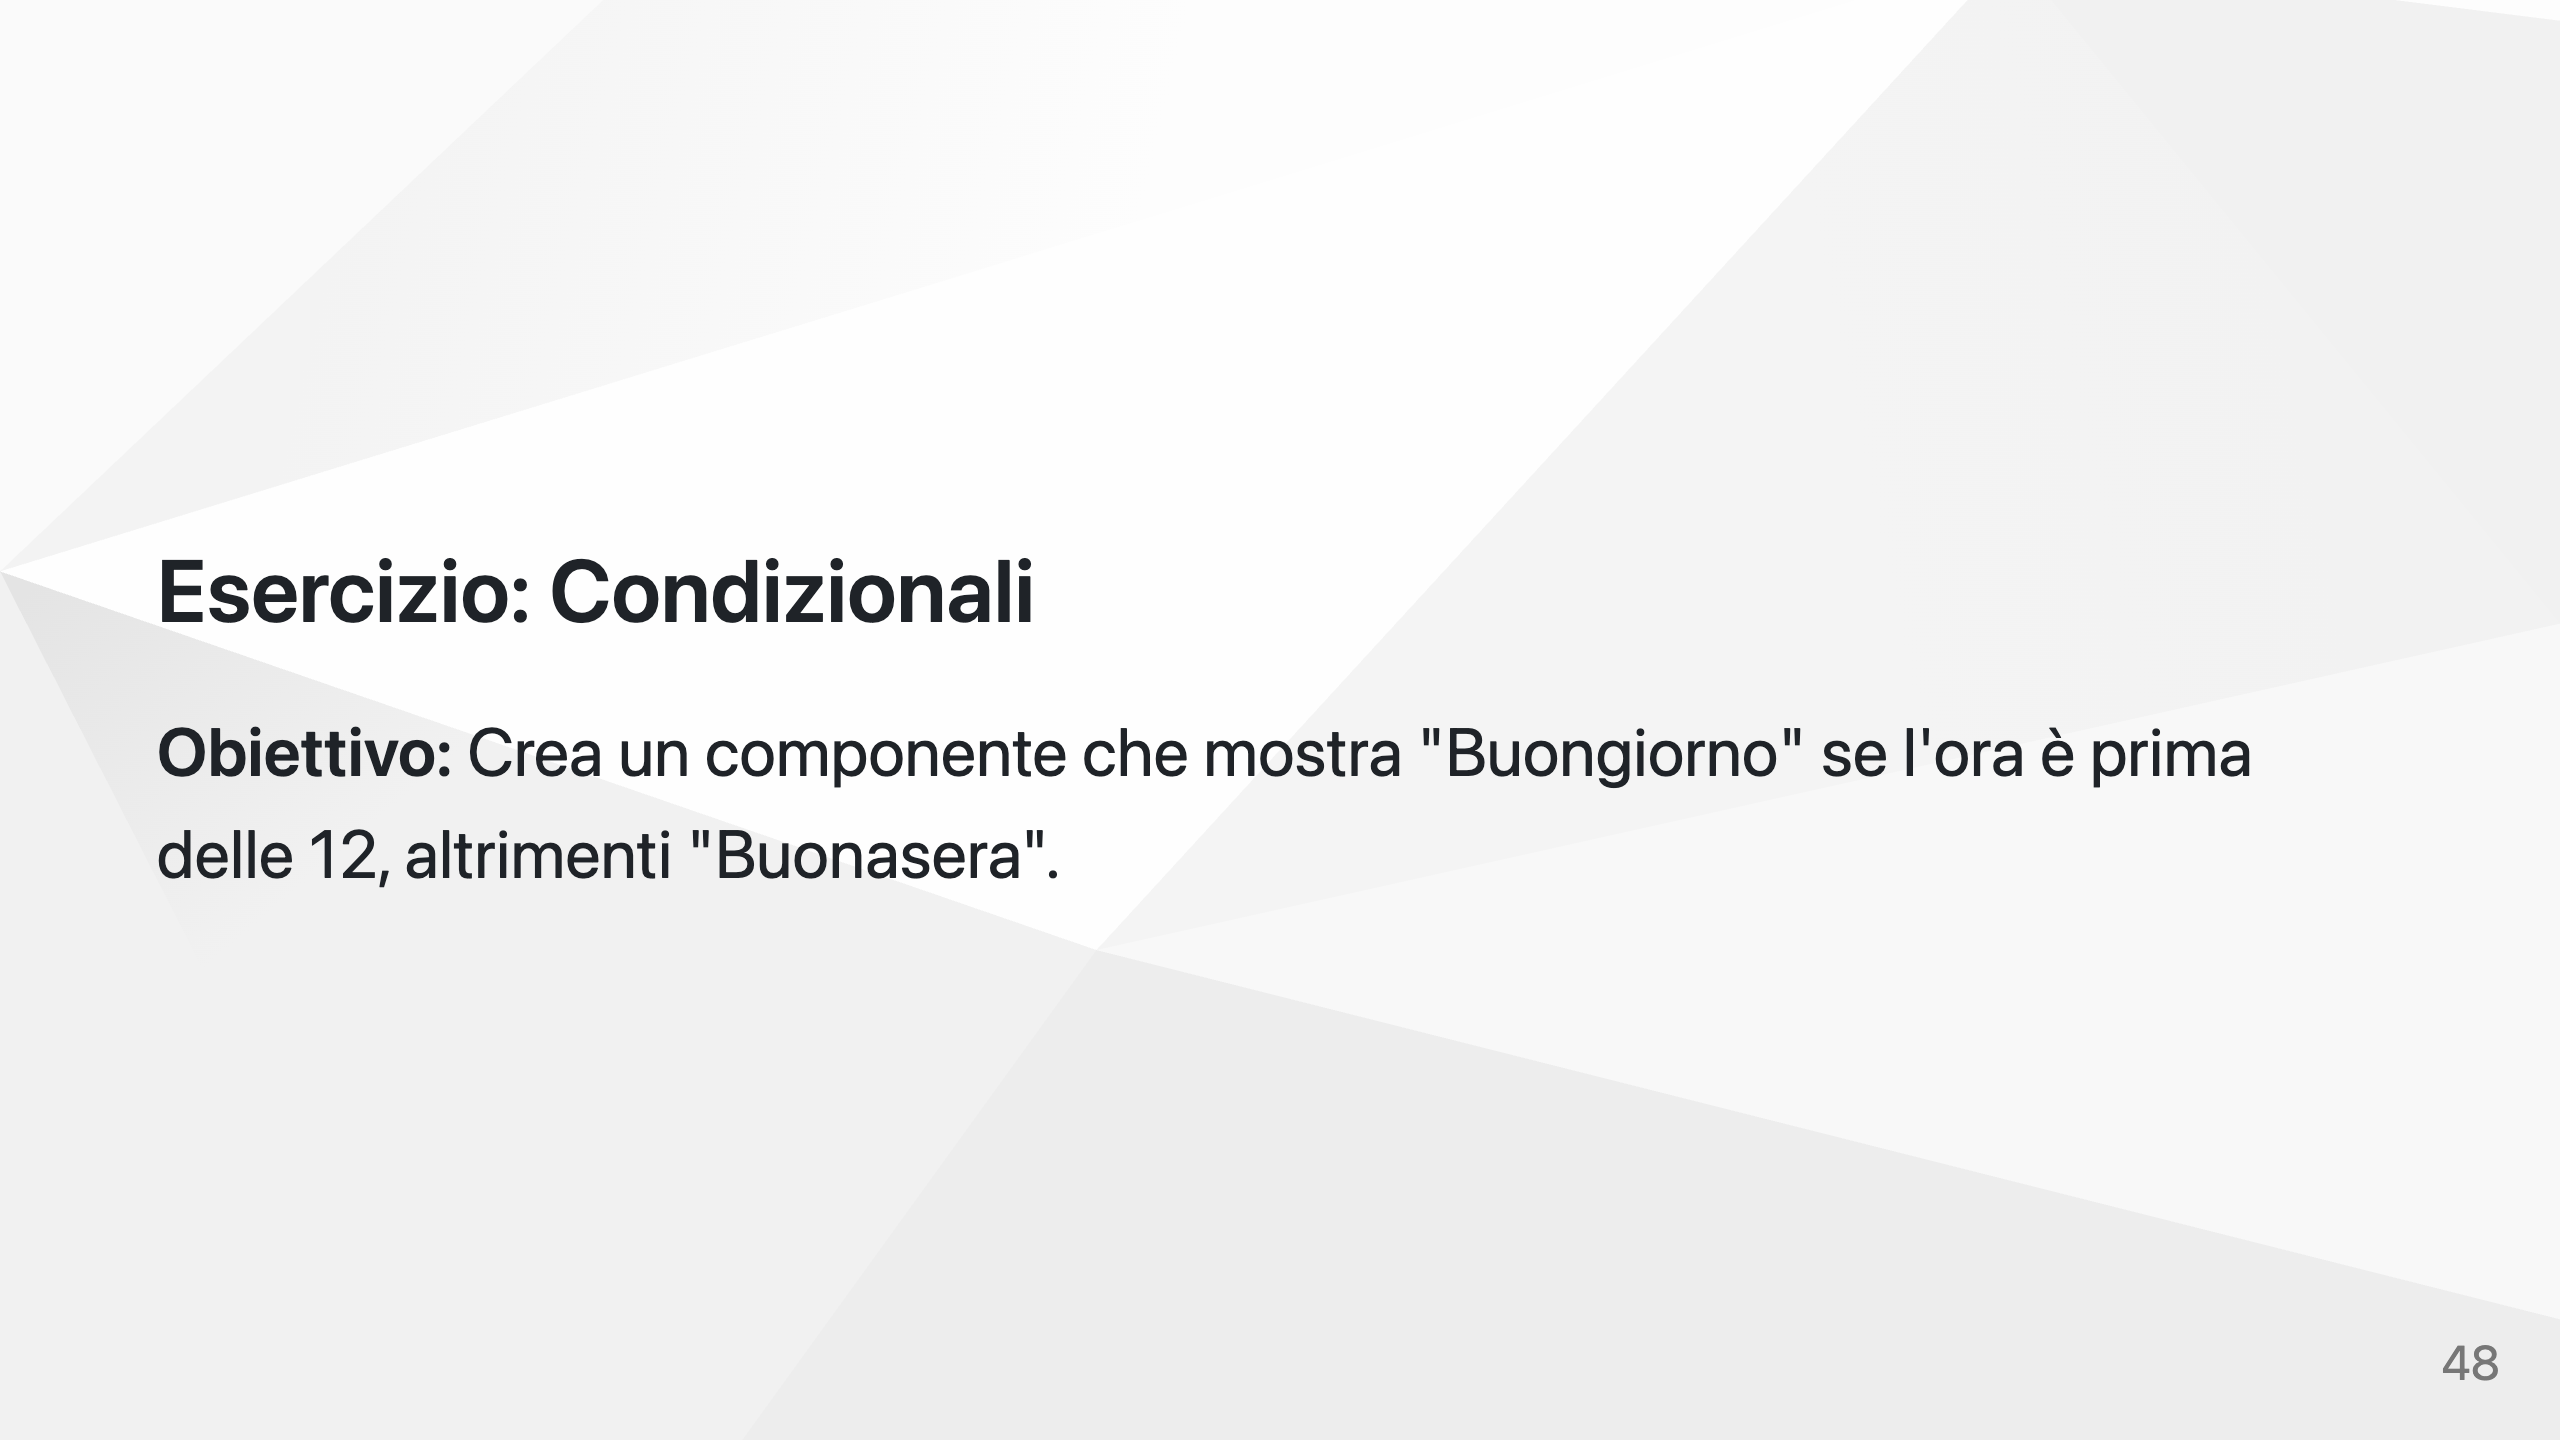 Esercizio: Condizionali
Obiettivo: Crea un componente che mostra "Buongiorno" se l'ora è prima
delle 12, altrimenti "Buonasera".
48